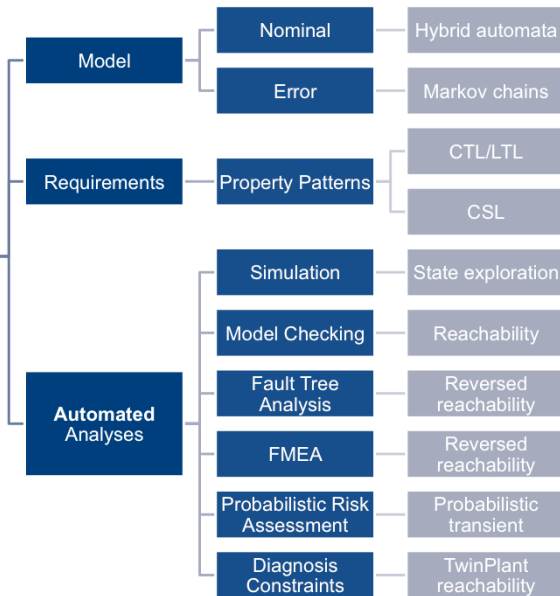 Model
Nominal
Hybrid automata
Error
Markov chains
Requirements
Property Patterns
CTL/LTL
CSL
Automated
Analyses
Simulation
State exploration
Model Checking
Reachability
Fault Tree
Analysis
Reversed
reachability
FMEA
Reversed
reachability
Probabilistic Risk
Assessment
Probabilistic
transient
Diagnosis
Constraints
TwinPlant
reachability